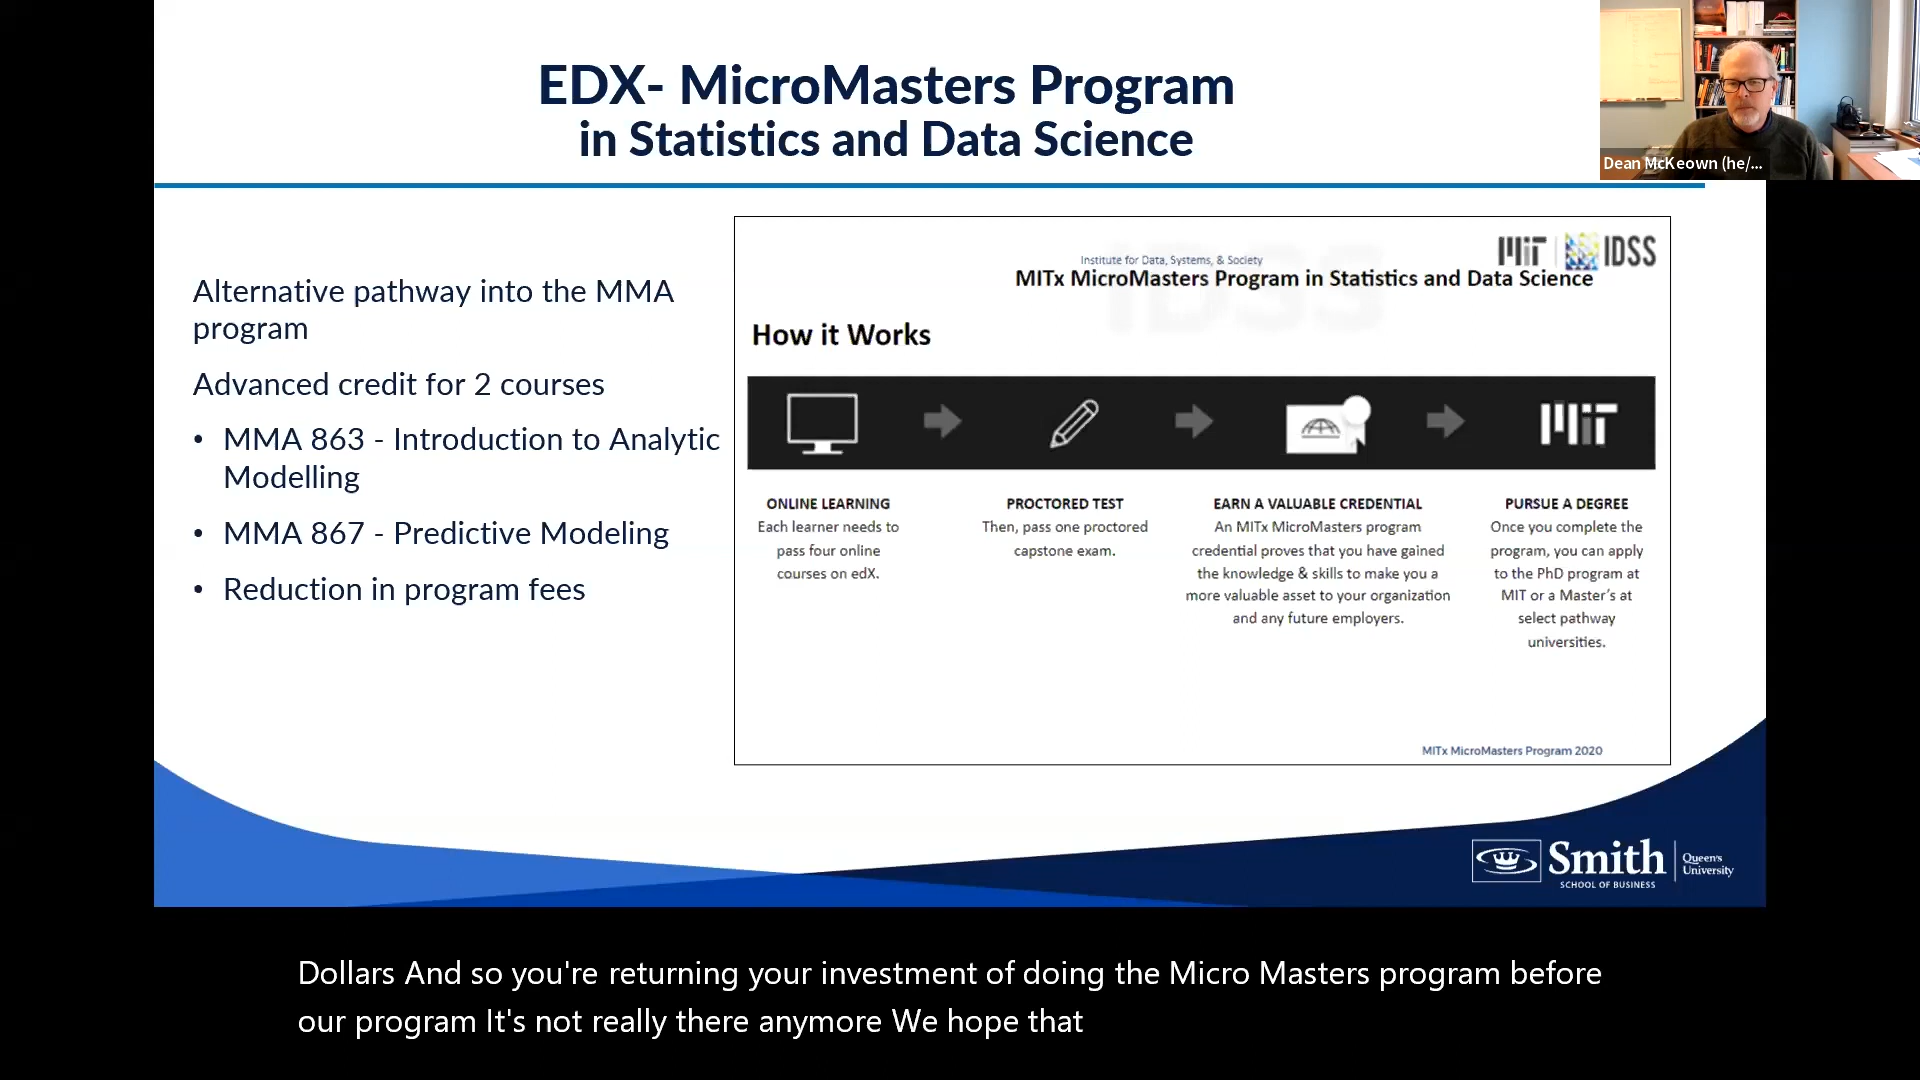 EDX- MicroMasters Program
in Statistics and Data Science
Dean McKeown (he/...
Alternative pathway into the MMA
program
Advanced credit for 2 courses
• MMA 863 - Introduction to Analytic
Modelling
• MMA 867 - Predictive Modeling
• Reduction in program fees
MIT IDSS
Institute for Data, Systems, & Society
MITx MicroMasters Program in Statistics and Data Science
IDSS
How it Works
MIT
ONLINE LEARNING
Each learner needs to
pass four online
courses on edX.
PROCTORED TEST
Then, pass one proctored
capstone exam.
EARN A VALUABLE CREDENTIAL
An MITx MicroMasters program
credential proves that you have gained
the knowledge & skills to make you a
more valuable asset to your organization
and any future employers.
PURSUE A DEGREE
Once you complete the
program, you can apply
to the PhD program at
MIT or a Master's at
select pathway
universities.
MITx MicroMasters Program 2020
Smith
SCHOOL OF BUSINESS
Queen's
University
Dollars And so you're returning your investment of doing the Micro Masters program before
our program It's not really there anymore We hope that